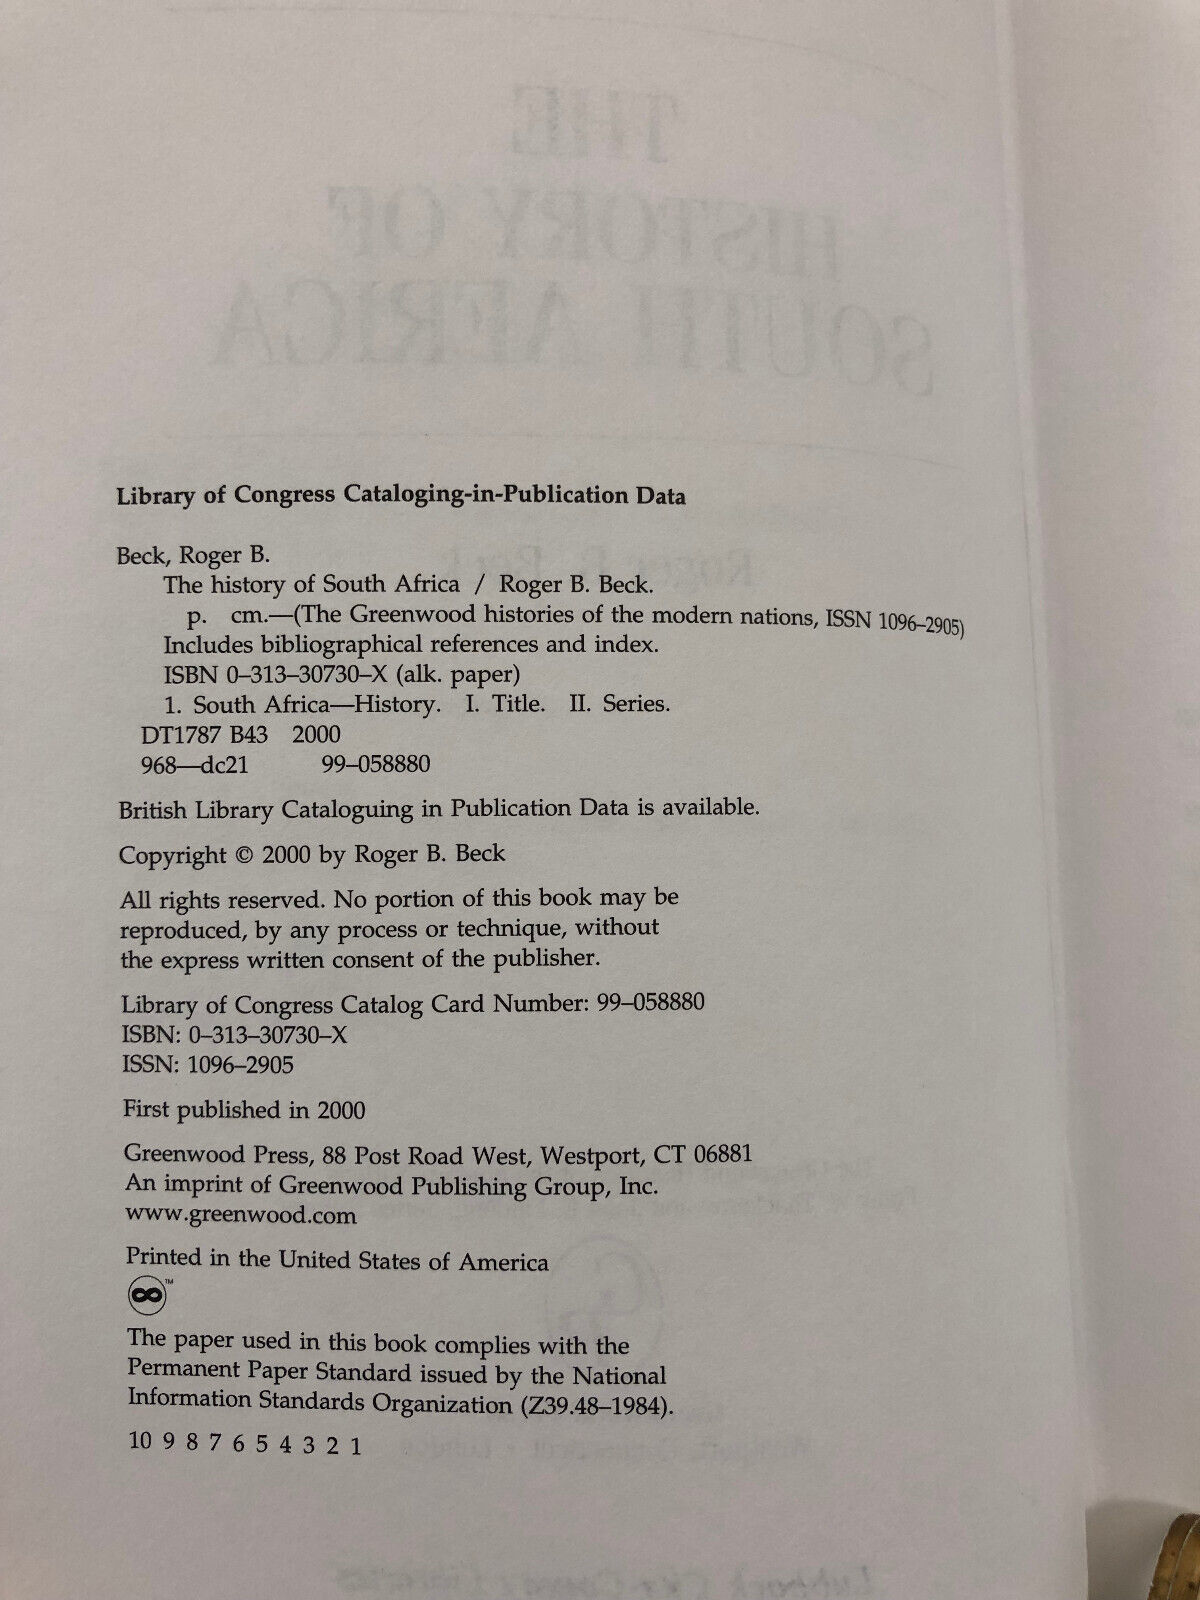 THE
HISTORY OF
SOUTH AFRICA
Library of Congress Cataloging-in-Publication Data
Beck, Roger B.
The history of South Africa / Roger B. Beck.
p. cm.—(The Greenwood histories of the modern nations, ISSN 1096–2905)
Includes bibliographical references and index.
ISBN 0–313–30730–X (alk. paper)
1. South Africa—History. I. Title. II. Series.
DT1787 B43 2000
968—dc21 99–058880
British Library Cataloguing in Publication Data is available.
Copyright © 2000 by Roger B. Beck
All rights reserved. No portion of this book may be
reproduced, by any process or technique, without
the express written consent of the publisher.
Library of Congress Catalog Card Number: 99–058880
ISBN: 0–313–30730–X
ISSN: 1096–2905
First published in 2000
Greenwood Press, 88 Post Road West, Westport, CT 06881
An imprint of Greenwood Publishing Group, Inc.
www.greenwood.com
Printed in the United States of America
TM
The paper used in this book complies with the
Permanent Paper Standard issued by the National
Information Standards Organization (Z39.48–1984).
10 9 8 7 6 5 4 3 2 1